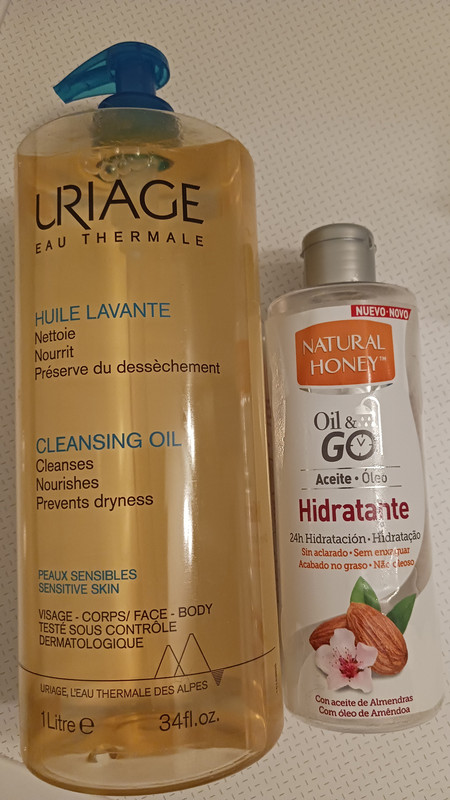 URIAGE
EAU THERMALE
HUILE LAVANTE
Nettoie
Nourrit
Préserve du dessèchement
CLEANSING OIL
Cleanses
Nourishes
Prevents dryness
PEAUX SENSIBLES
SENSITIVE SKIN
VISAGE - CORPS/ FACE - BODY
TESTÉ SOUS CONTRÔLE
DERMATOLOGIQUE
URIAGE, L'EAU THERMALE DES ALPES
1 Litre e 34fl.oz.
NUEVO·NOVO
NATURAL
HONEY™
Oil &
GO
Aceite · Óleo
Hidratante
24h Hidratación · Hidratação
Sin aclarado · Sem enxaguar
Acabado no graso · Não oleoso
Con aceite de Almendras
Com óleo de Amêndoa